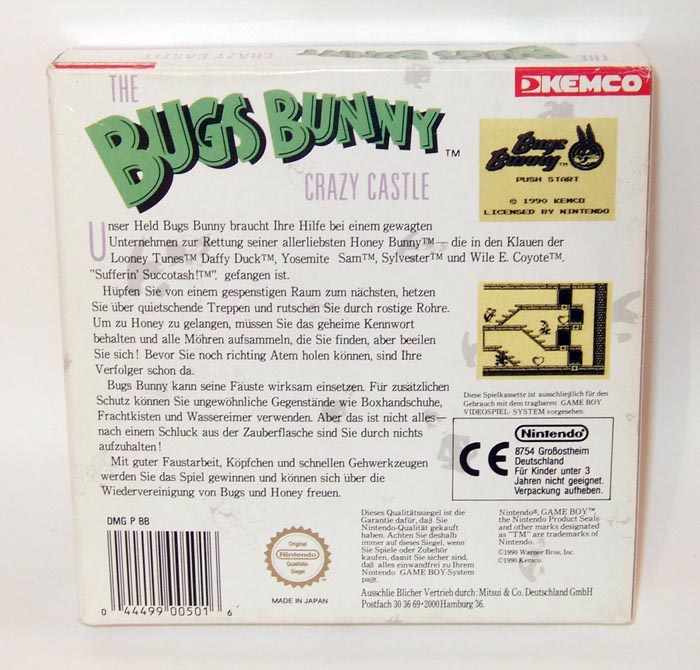 THE
BUGS BUNNY
CRAZY CASTLE
THE
BUGS BUNNY™
CRAZY CASTLE
KEMCO
Bugs
Bunny™
PUSH START
© 1990 KEMCO
LICENSED BY NINTENDO
Unser Held Bugs Bunny braucht Ihre Hilfe bei einem gewagten
Unternehmen zur Rettung seiner allerliebsten Honey Bunny™—die in den Klauen der
Looney Tunes™ Daffy Duck™, Yosemite Sam™, Sylvester™ und Wile E. Coyote™.
"Sufferin' Succotash!™". gefangen ist.
Hüpfen Sie von einem gespenstigen Raum zum nächsten, hetzen
Sie über quietschende Treppen und rutschen Sie durch rostige Rohre.
Um zu Honey zu gelangen, müssen Sie das geheime Kennwort
behalten und alle Möhren aufsammeln, die Sie finden, aber beeilen
Sie sich! Bevor Sie noch richting Atem holen können, sind Ihre
Verfolger schon da.
Bugs Bunny kann seine Fäuste wirksam einsetzen. Für zusätzlichen
Schutz können Sie ungewöhnliche Gegenstände wie Boxhandschuhe,
Frachtkisten und Wassereimer verwenden. Aber das ist nicht alles—
nach einem Schluck aus der Zauberflasche sind Sie durch nichts
aufzuhalten!
Mit guter Faustarbeit, Köpfchen und schnellen Gehwerkzeugen
werden Sie das Spiel gewinnen und können sich über die
Wiedervereinigung von Bugs und Honey freuen.
Diese Spielkassette ist ausschließlich für den
Gebrauch mit dem tragbaren GAME BOY
VIDEOSPIEL- SYSTEM vorgesehen.
CE
Nintendo
8754 Großostheim
Deutschland
Für Kinder unter 3
Jahren nicht geeignet.
Verpackung aufheben.
DMG P BB
0 44499 00501 6
Original
Nintendo
Qualitäts-
Siegel
MADE IN JAPAN
Dieses Qualitätssiegel ist die
Garantie dafür, daß Sie
Nintendo-Qualität gekauft
haben. Achten Sie deshalb
immer auf dieses Siegel, wenn
Sie Spiele oder Zubehör
kaufen, damit Sie sicher sind,
daß alles einwandfrei zu Ihrem
Nintendo GAME BOY-System
paßt.
Nintendo®, GAME BOY™
the Nintendo Product Seals
and other marks designated
as "TM" are trademarks of
Nintendo.
©1990 Warner Bros, Inc.
©1990 Kemco.
Ausschlie Blicher Vertrieb durch: Mitsui & Co. Deutschland GmbH
Postfach 30 36 69•2000 Hamburg 36.